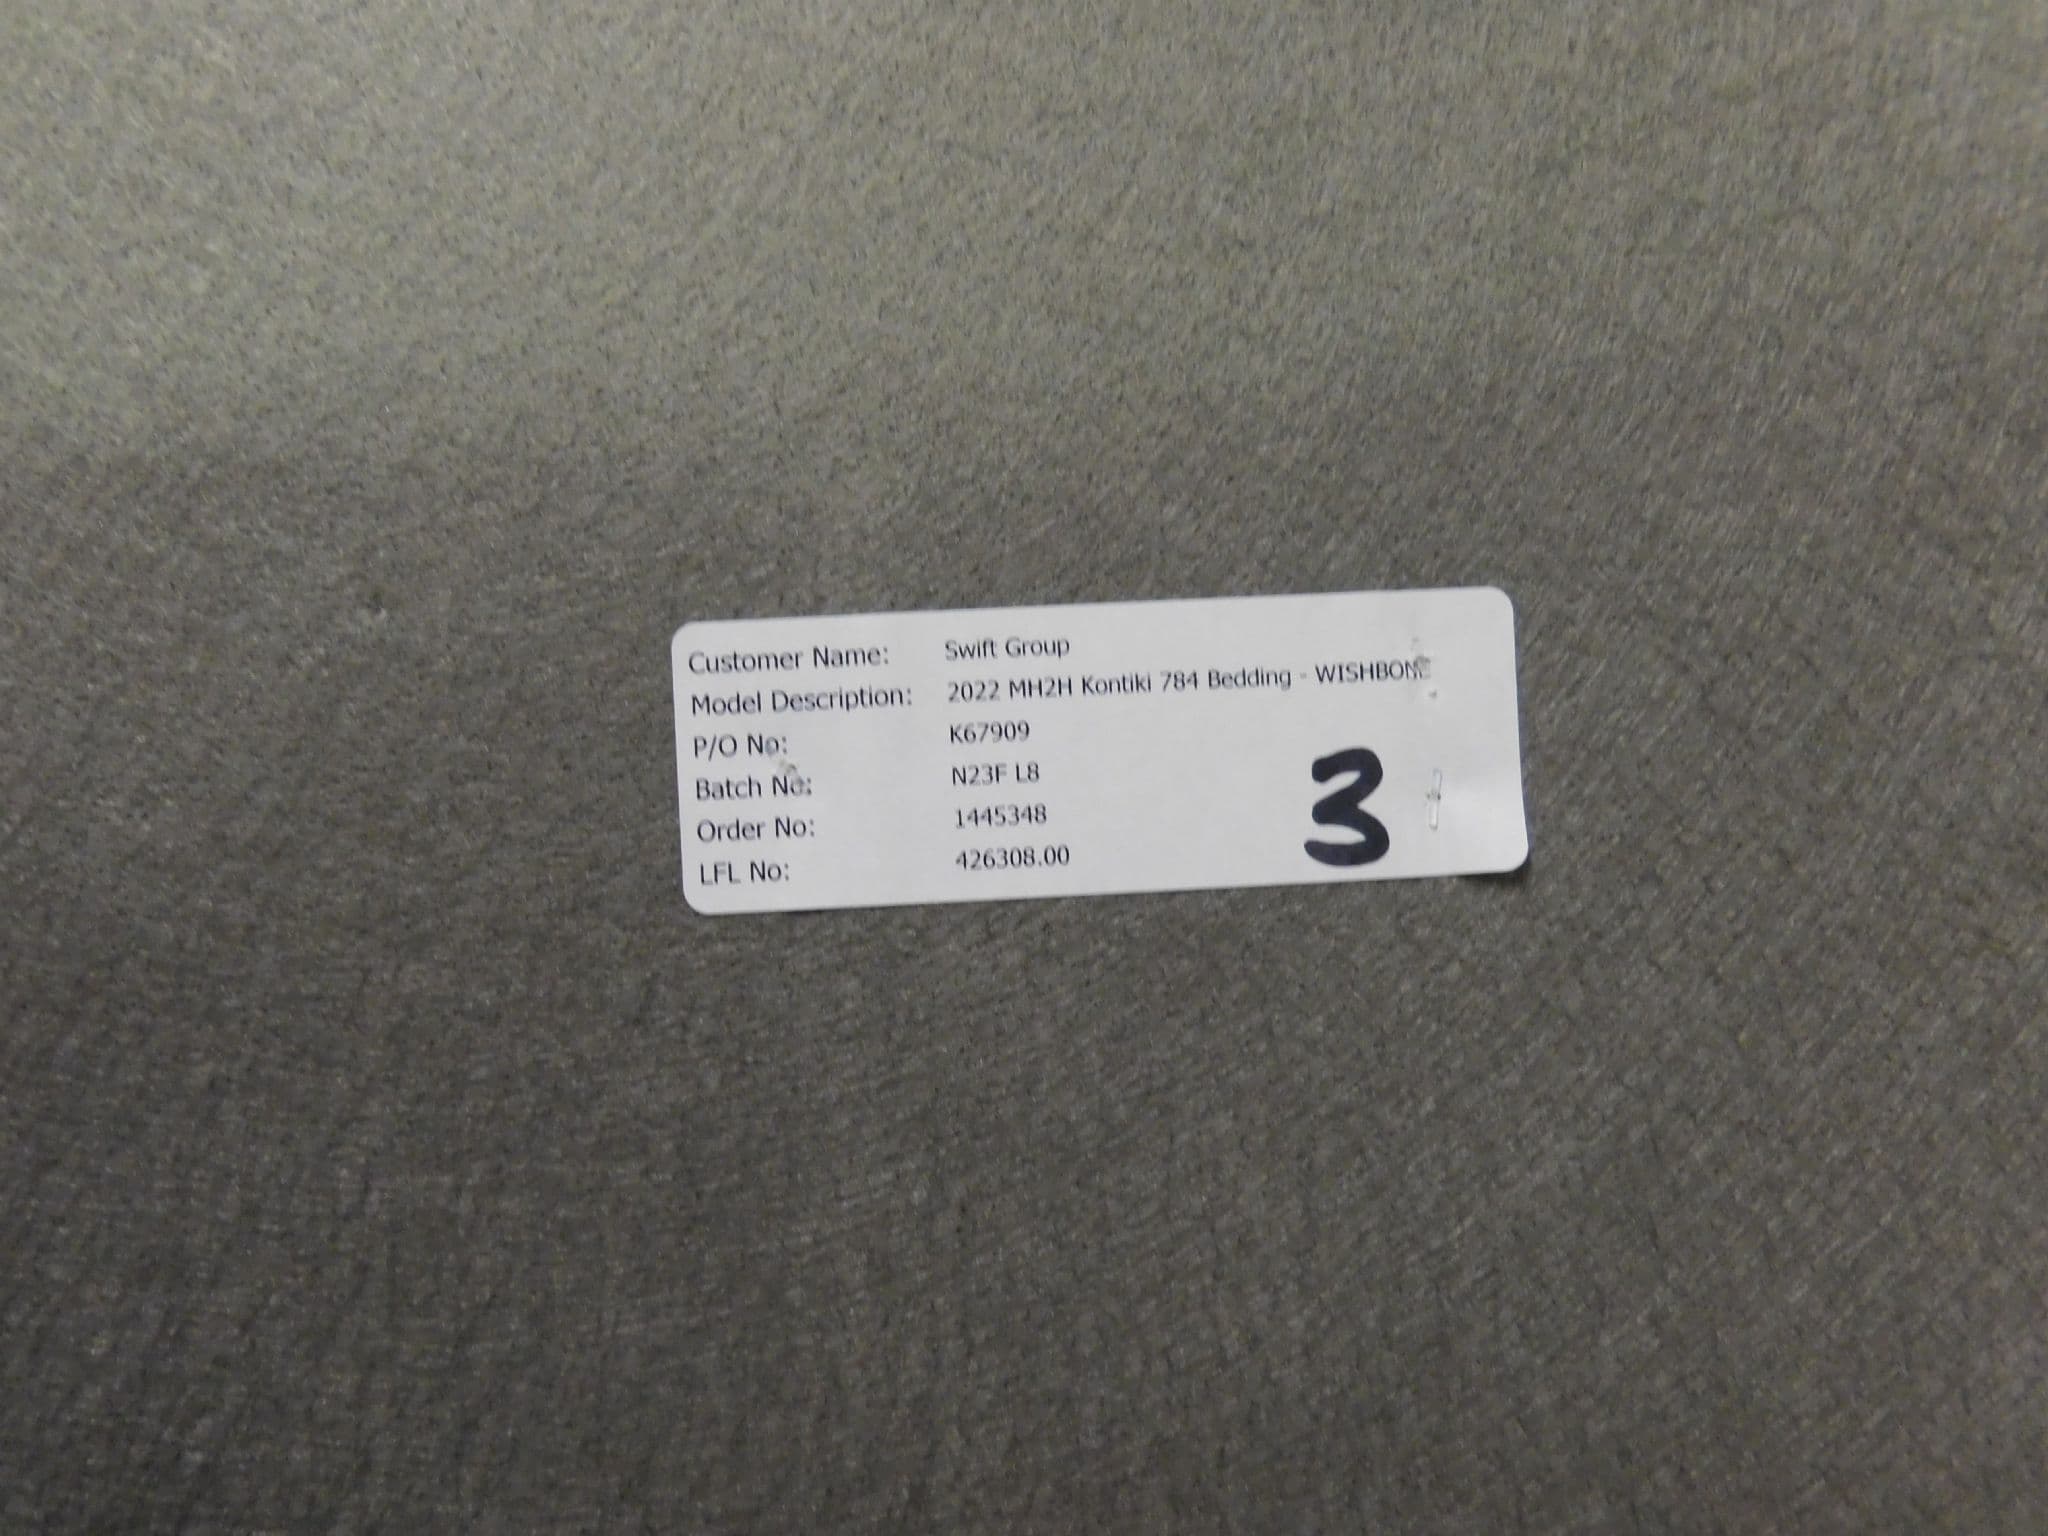 Customer Name: Swift Group
Model Description: 2022 MH2H Kontiki 784 Bedding - WISHBONE
P/O No: K67909
Batch No: N23F L8
Order No: 1445348
LFL No: 426308.00
3